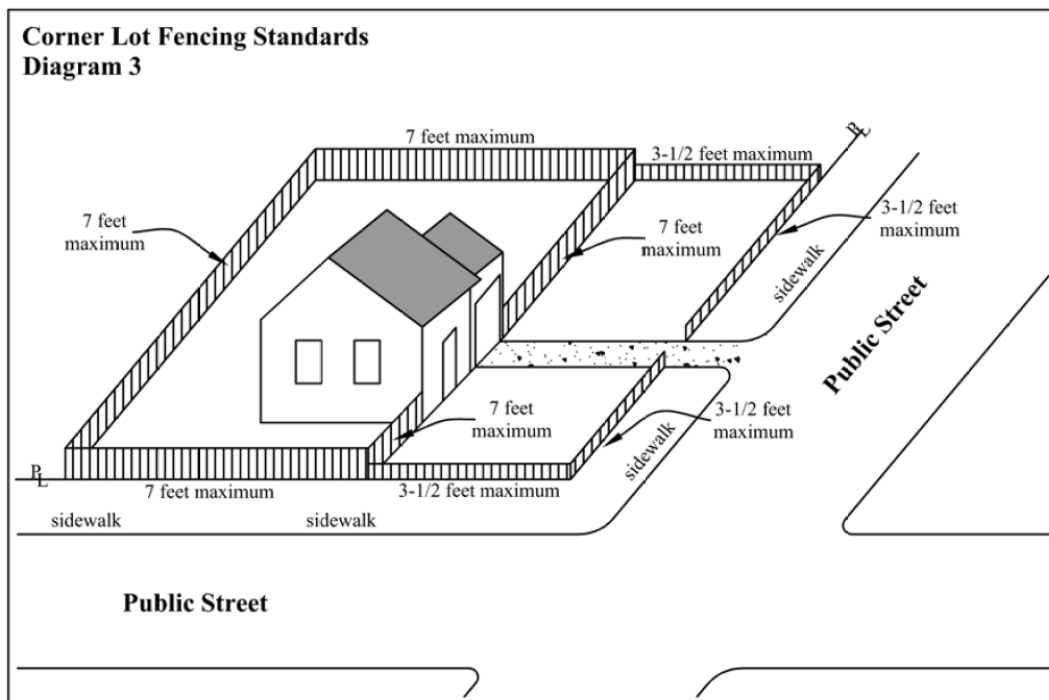 Corner Lot Fencing Standards
Diagram 3
7 feet maximum
PL
3-1/2 feet maximum
7 feet
maximum
7 feet
maximum
3-1/2 feet
maximum
sidewalk
Public Street
7 feet
maximum
3-1/2 feet
maximum
sidewalk
PL
7 feet maximum
3-1/2 feet maximum
sidewalk
sidewalk
Public Street